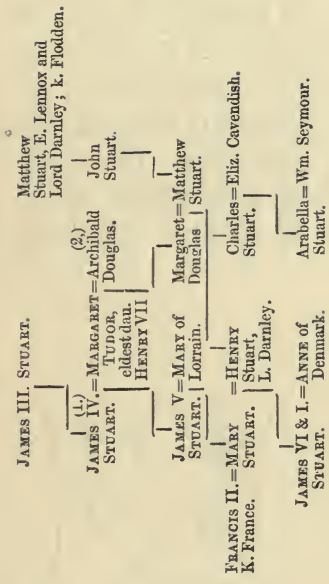 JAMES III. STUART.
Matthew
Stuart, E. Lennox and
Lord Darnley; k. Flodden.
(1.)
(2.)
JAMES IV.=MARGARET=Archibald
STUART.
TUDOR,
eldest dau.
HENRY VII
Douglas.
John
Stuart.
JAMES V=MARY of
STUART.
Lorrain.
Margaret=Matthew
Douglas
Stuart.
FRANCIS II.=MARY
K. France.
STUART.
=HENRY
Stuart,
L. Darnley.
Charles=Eliz. Cavendish.
Stuart.
JAMES VI & I.=ANNE of
STUART.
Denmark.
Arabella=Wm. Seymour.
Stuart.